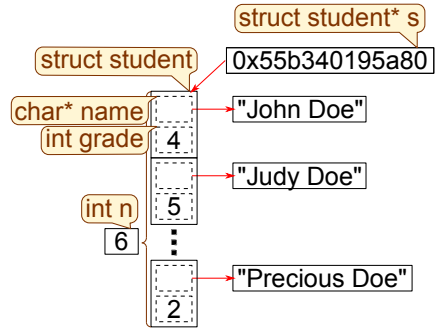 struct student* s
struct student
0x55b340195a80
char* name
"John Doe"
int grade
4
"Judy Doe"
int n
5
6
"Precious Doe"
2